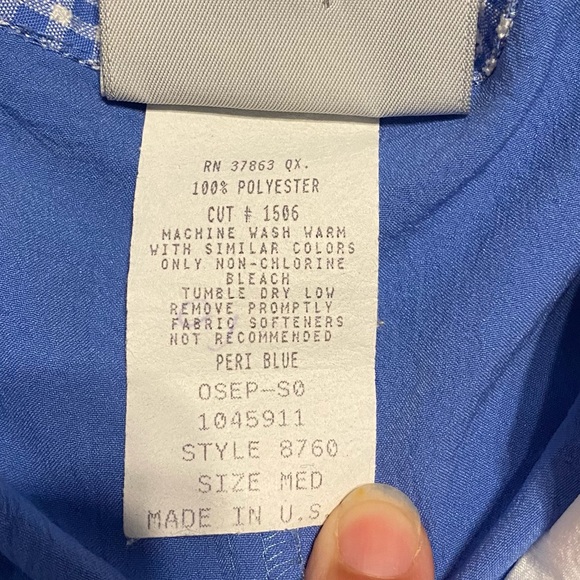 RN 37863 QX.
100% POLYESTER
CUT # 1506
MACHINE WASH WARM
WITH SIMILAR COLORS
ONLY NON-CHLORINE
BLEACH
TUMBLE DRY LOW
REMOVE PROMPTLY
FABRIC SOFTENERS
NOT RECOMMENDED
PERI BLUE
OSEP-S0
1045911
STYLE 8760
SIZE MED
MADE IN U.S.